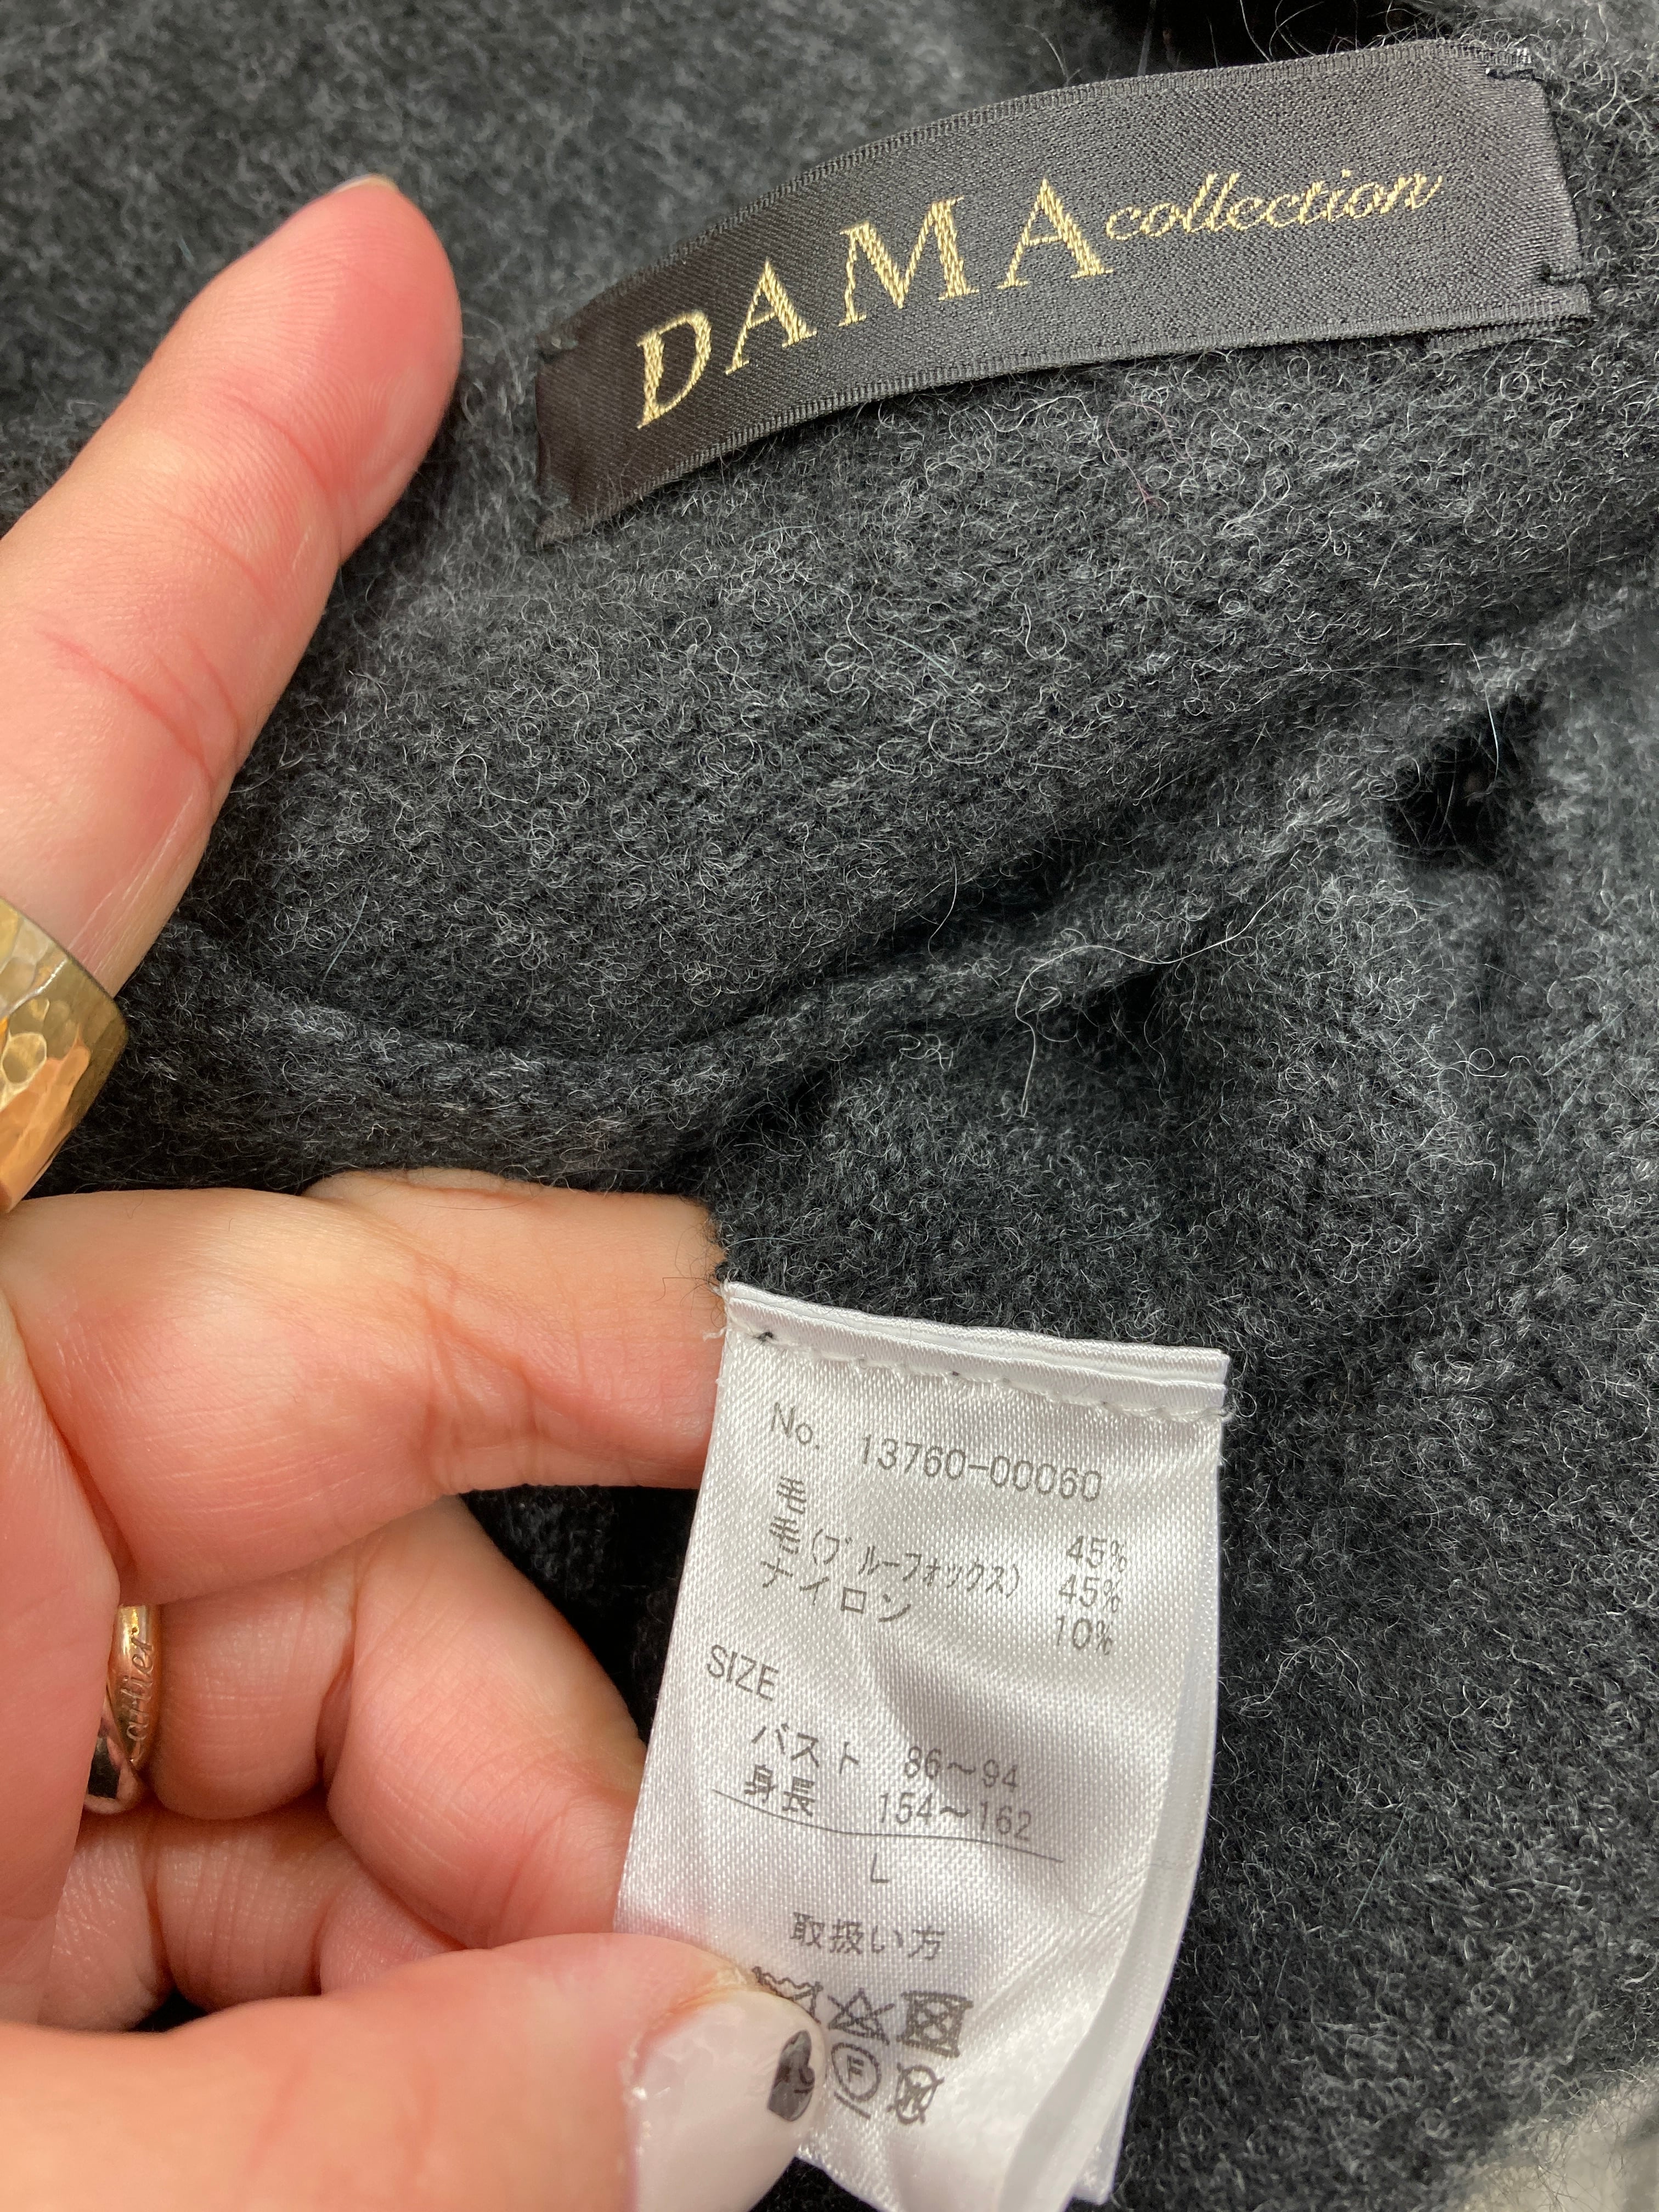 DAMA collection
No. 13760-00060
毛 45%
毛(ブルーフォックス) 45%
ナイロン 10%
SIZE
バスト 86~94
身長 154~162
L
取扱い方
F